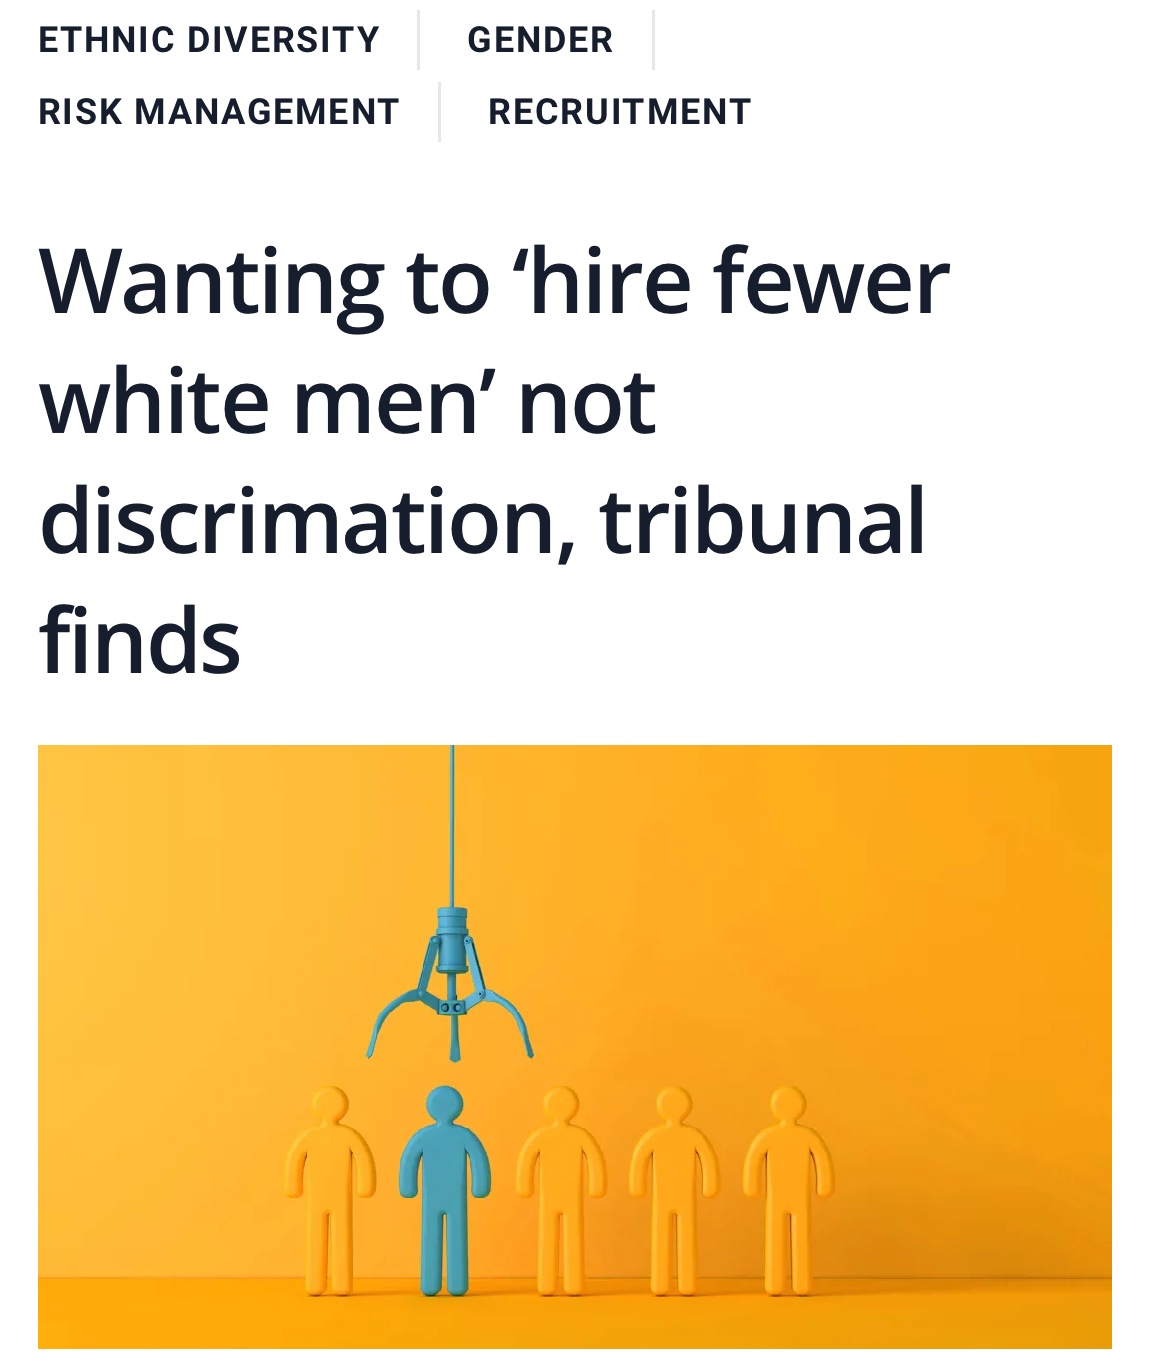 ETHNIC DIVERSITY
GENDER
RISK MANAGEMENT
RECRUITMENT
Wanting to ‘hire fewer
white men’ not
discrimation, tribunal
finds